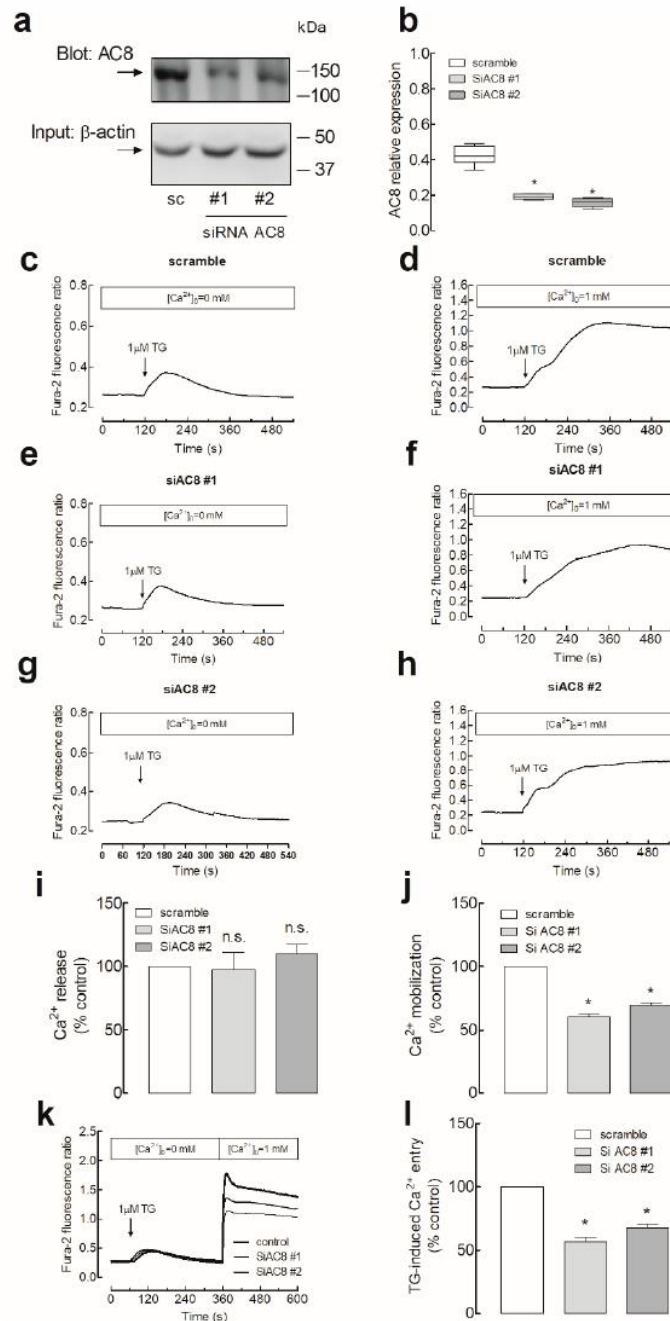 a
kDa
Blot: AC8
150
100
Input: β-actin
50
37
sc #1 #2
siRNA AC8
b
AC8 relative expression
1.0
0.8
0.6
0.4
0.2
0.0
scramble
SiAC8 #1
SiAC8 #2
* *
c
scramble
Fura-2 fluorescence ratio
0.8
0.6
0.4
0.2
[Ca²⁺]₀=0 mM
1μM TG
0 120 240 360 480
Time (s)
d
scramble
Fura-2 fluorescence ratio
1.6
1.4
1.2
1.0
0.8
0.6
0.4
0.2
0.0
[Ca²⁺]₀=1 mM
1μM TG
0 120 240 360 480
Time (s)
e
siAC8 #1
Fura-2 fluorescence ratio
0.8
0.6
0.4
0.2
[Ca²⁺]₀=0 mM
1μM TG
0 120 240 360 480
Time (s)
f
siAC8 #1
Fura-2 fluorescence ratio
1.6
1.4
1.2
1.0
0.8
0.6
0.4
0.2
0.0
[Ca²⁺]₀=1 mM
1μM TG
0 120 240 360 480
Time (s)
g
siAC8 #2
Fura-2 fluorescence ratio
0.8
0.6
0.4
0.2
[Ca²⁺]₀=0 mM
1μM TG
0 60 120 180 240 300 360 420 480 540
Time (s)
h
siAC8 #2
Fura-2 fluorescence ratio
1.6
1.4
1.2
1.0
0.8
0.6
0.4
0.2
0.0
[Ca²⁺]₀=1 mM
1μM TG
0 120 240 360 480
Time (s)
i
Ca²⁺ release
(% control)
150
100
50
0
scramble
SiAC8 #1
SiAC8 #2
n.s. n.s.
j
Ca²⁺ mobilization
(% control)
150
100
50
0
scramble
Si AC8 #1
Si AC8 #2
* *
k
Fura-2 fluorescence ratio
2.5
2.0
1.5
1.0
0.5
0.0
[Ca²⁺]₀=0 mM [Ca²⁺]₀=1 mM
1μM TG
control
SiAC8 #1
SiAC8 #2
0 120 240 360 480 600
Time (s)
l
TG-induced Ca²⁺ entry
(% control)
150
100
50
0
scramble
Si AC8 #1
Si AC8 #2
* *